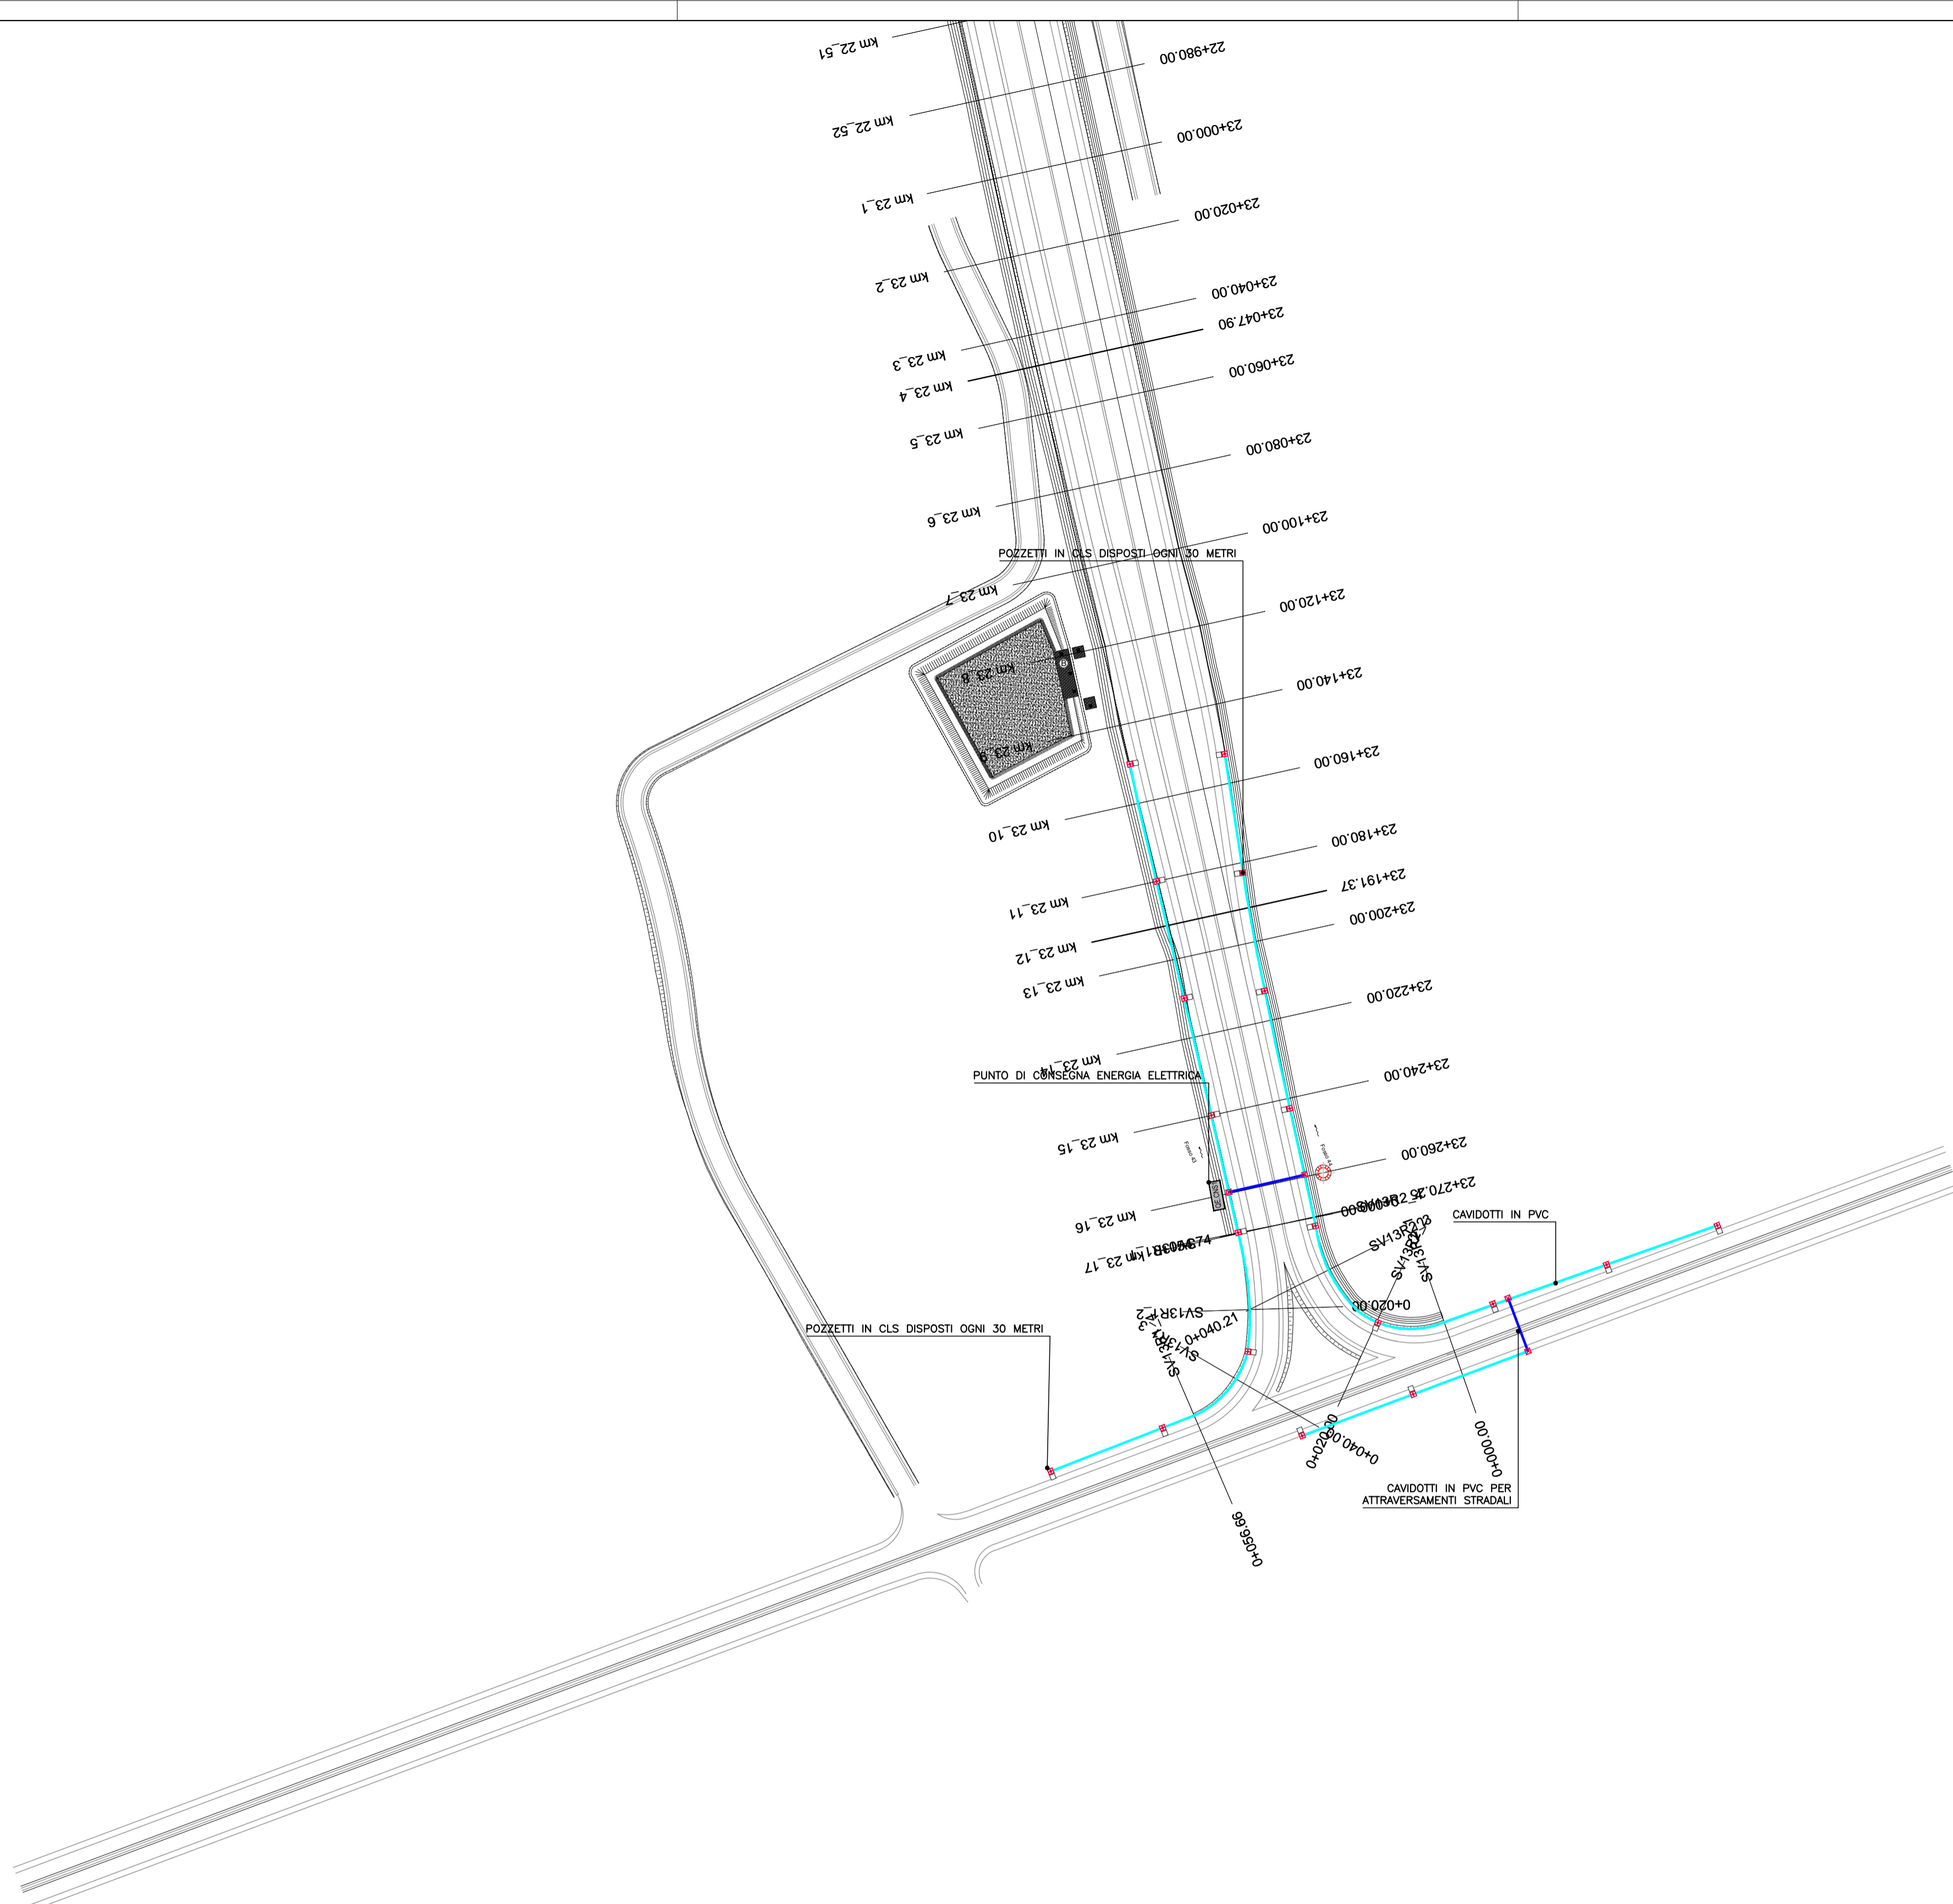 km 22_51
22+980.00
km 22_52
23+000.00
km 23_1
23+020.00
km 23_2
23+040.00
km 23_3
23+047.90
km 23_4
23+060.00
km 23_5
23+080.00
km 23_6
23+100.00
POZZETTI IN CLS DISPOSTI OGNI 30 METRI
km 23_7
23+120.00
km 23_8
B
23+140.00
km 23_9
23+160.00
km 23_10
23+180.00
km 23_11
23+191.37
km 23_12
23+200.00
km 23_13
23+220.00
km 23_14
PUNTO DI CONSEGNA ENERGIA ELETTRICA
23+240.00
km 23_15
Fosso 43
Fosso 44
23+260.00
km 23_16
23+270.45
km 23_17
CAVIDOTTI IN PVC
SV13R1_2
0+020.00
0+040.21
POZZETTI IN CLS DISPOSTI OGNI 30 METRI
0+020.00
0+040.00
0+000.00
CAVIDOTTI IN PVC PER
ATTRAVERSAMENTI STRADALI
0+056.66